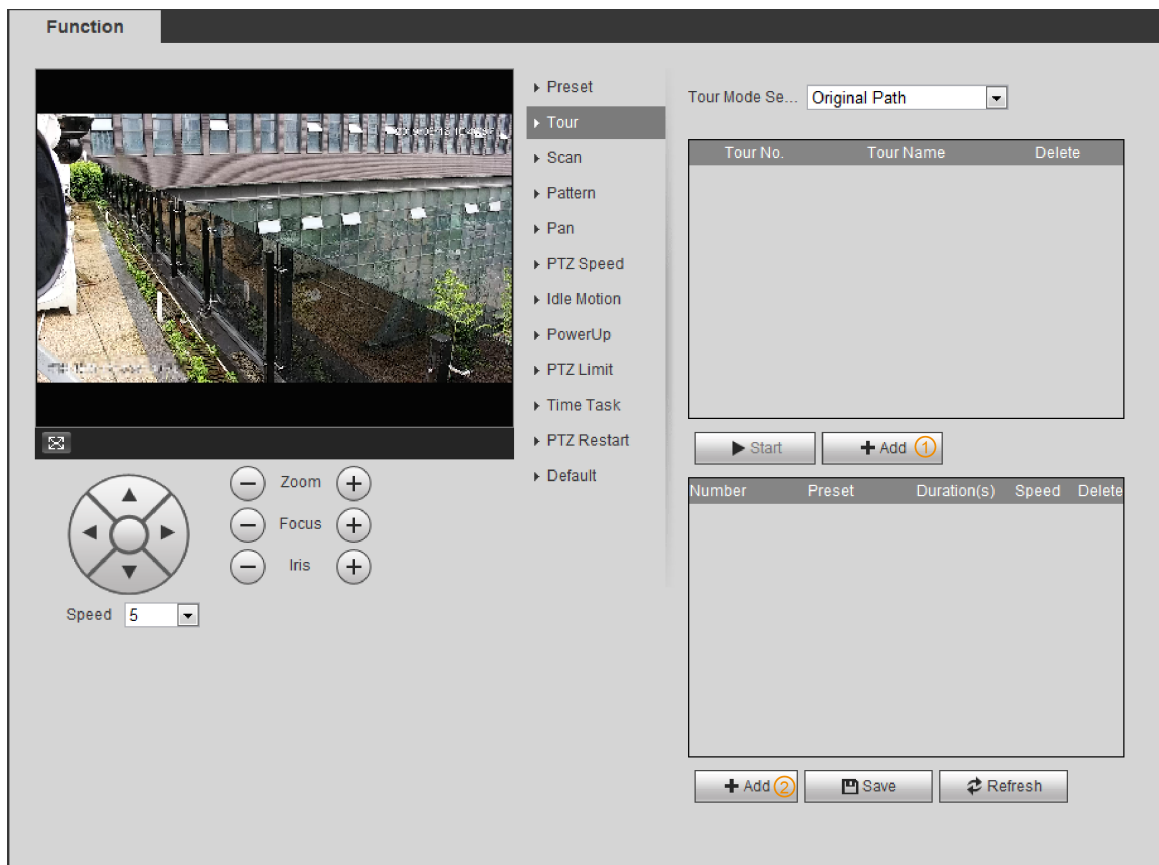 Function
Preset
Tour
Scan
Pattern
Pan
PTZ Speed
Idle Motion
PowerUp
PTZ Limit
Time Task
PTZ Restart
Default
Zoom
Focus
Iris
Speed 5
Tour Mode Se... Original Path
Tour No. Tour Name Delete
Start Add 1
Number Preset Duration(s) Speed Delete
Add 2 Save Refresh